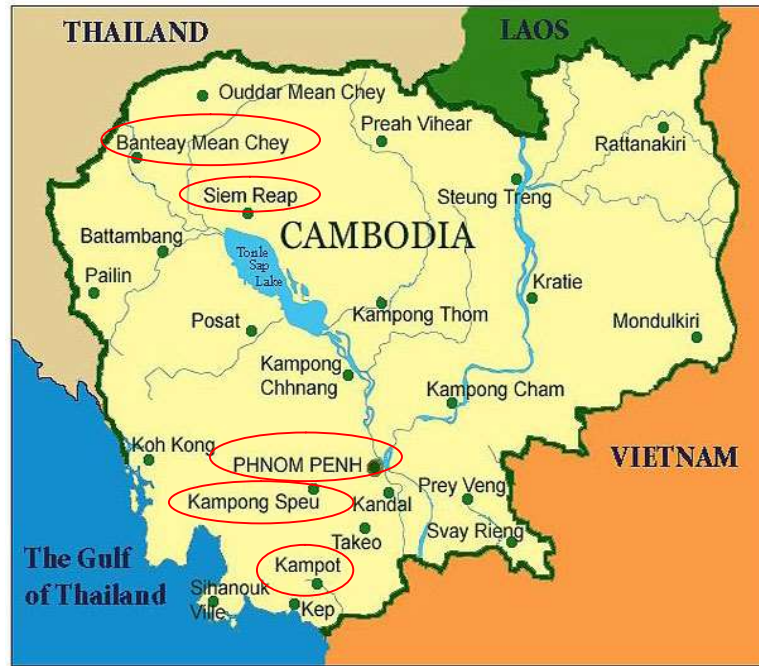 THAILAND
LAOS
Ouddar Mean Chey
Preah Vihear
Banteay Mean Chey
Rattanakiri
Siem Reap
Steung Treng
CAMBODIA
Battambang
Tonle
Sap
Lake
Pailin
Kratie
Posat
Kampong Thom
Mondulkiri
Kampong
Chhnang
Kampong Cham
Koh Kong
PHNOM PENH
VIETNAM
Prey Veng
Kampong Speu
Kandal
Svay Rieng
Takeo
The Gulf
of Thailand
Kampot
Sihanouk
Ville
Kep